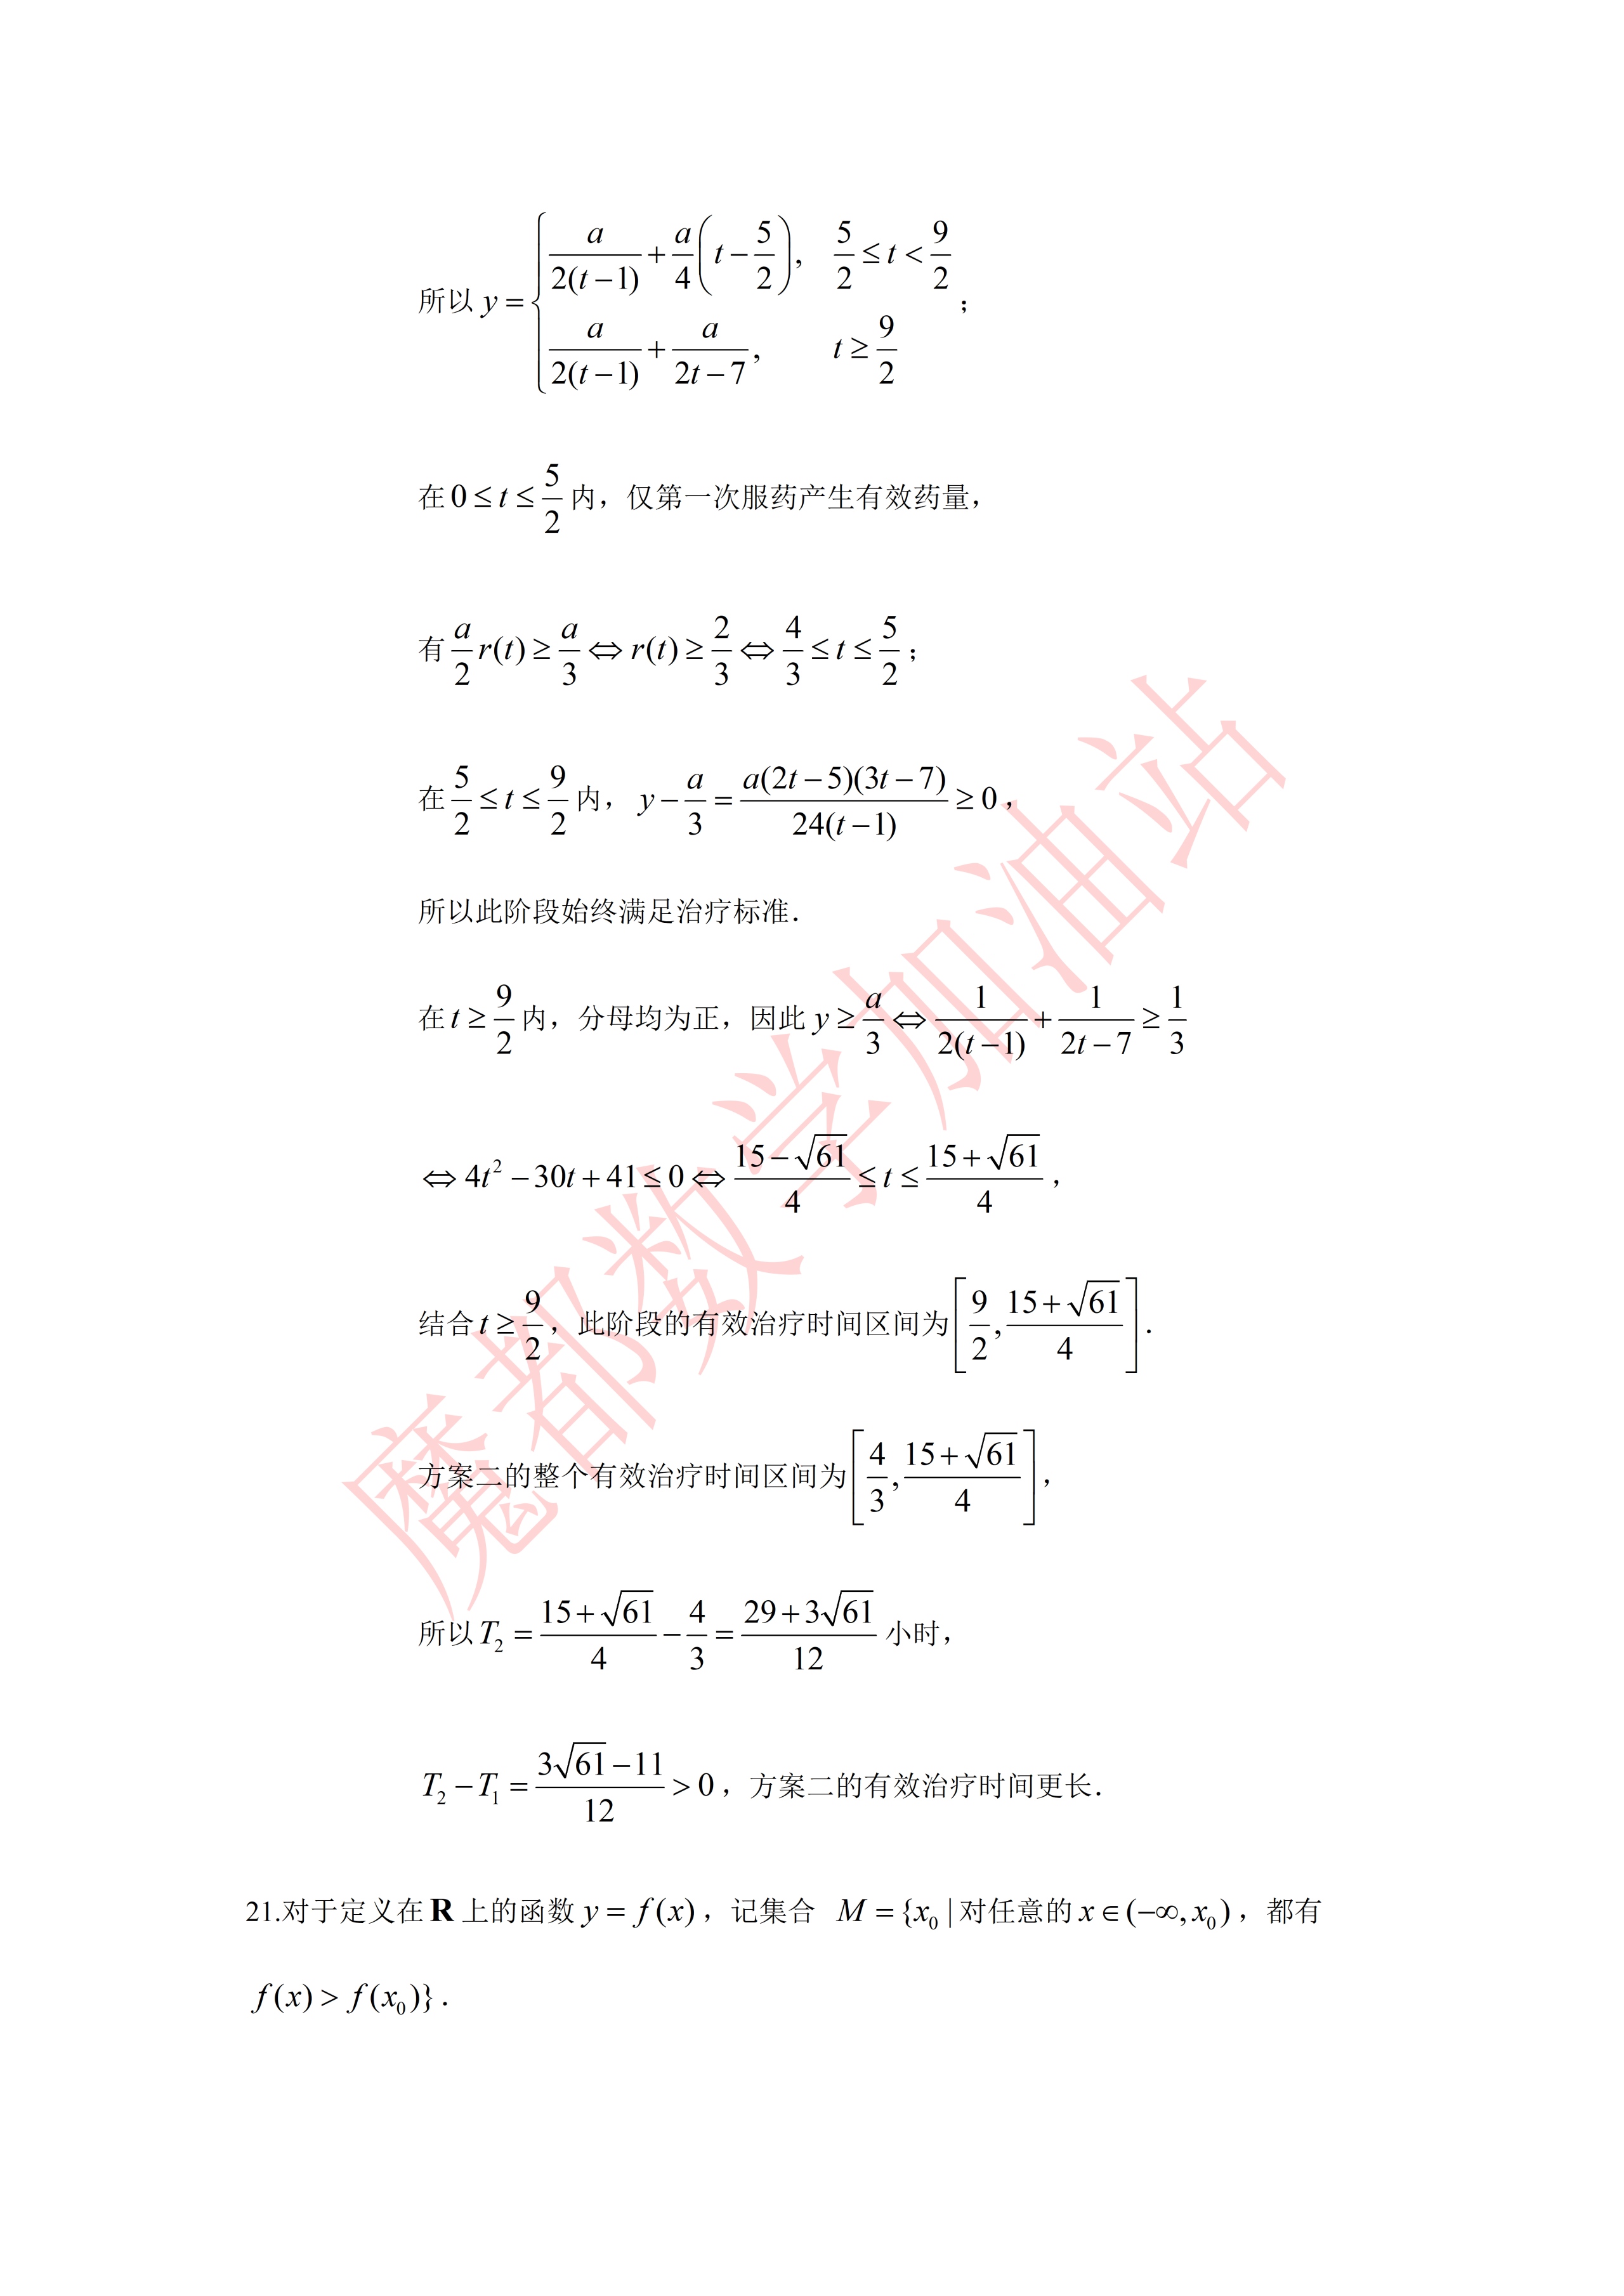 所以 y = { a/(2(t−1)) + a/4 (t − 5/2), 5/2 ≤ t < 9/2
a/(2(t−1)) + a/(2t−7), t ≥ 9/2 ；
在 0 ≤ t ≤ 5/2 内，仅第一次服药产生有效药量，
有 a/2 r(t) ≥ a/3 ⇔ r(t) ≥ 2/3 ⇔ 4/3 ≤ t ≤ 5/2 ；
在 5/2 ≤ t ≤ 9/2 内， y − a/3 = a(2t−5)(3t−7)/(24(t−1)) ≥ 0 ，
所以此阶段始终满足治疗标准．
在 t ≥ 9/2 内，分母均为正，因此 y ≥ a/3 ⇔ 1/(2(t−1)) + 1/(2t−7) ≥ 1/3
⇔ 4t² − 30t + 41 ≤ 0 ⇔ (15−√61)/4 ≤ t ≤ (15+√61)/4 ，
结合 t ≥ 9/2 ，此阶段的有效治疗时间区间为 [9/2, (15+√61)/4] ．
方案二的整个有效治疗时间区间为 [4/3, (15+√61)/4] ，
所以 T₂ = (15+√61)/4 − 4/3 = (29+3√61)/12 小时，
T₂ − T₁ = (3√61−11)/12 > 0 ，方案二的有效治疗时间更长．
21.对于定义在 R 上的函数 y = f(x) ，记集合 M = {x₀ | 对任意的 x ∈ (−∞, x₀) ，都有
f(x) > f(x₀)} ．
魔都数学加油站